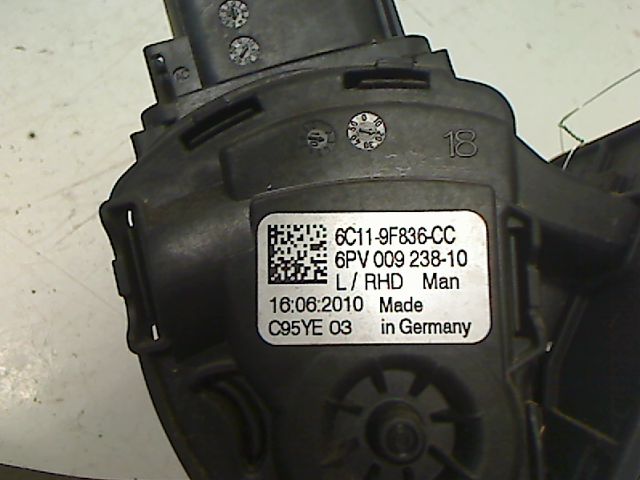 18
6C11-9F836-CC
6PV 009 238-10
L / RHD Man
16:06:2010 Made
C95YE 03 in Germany